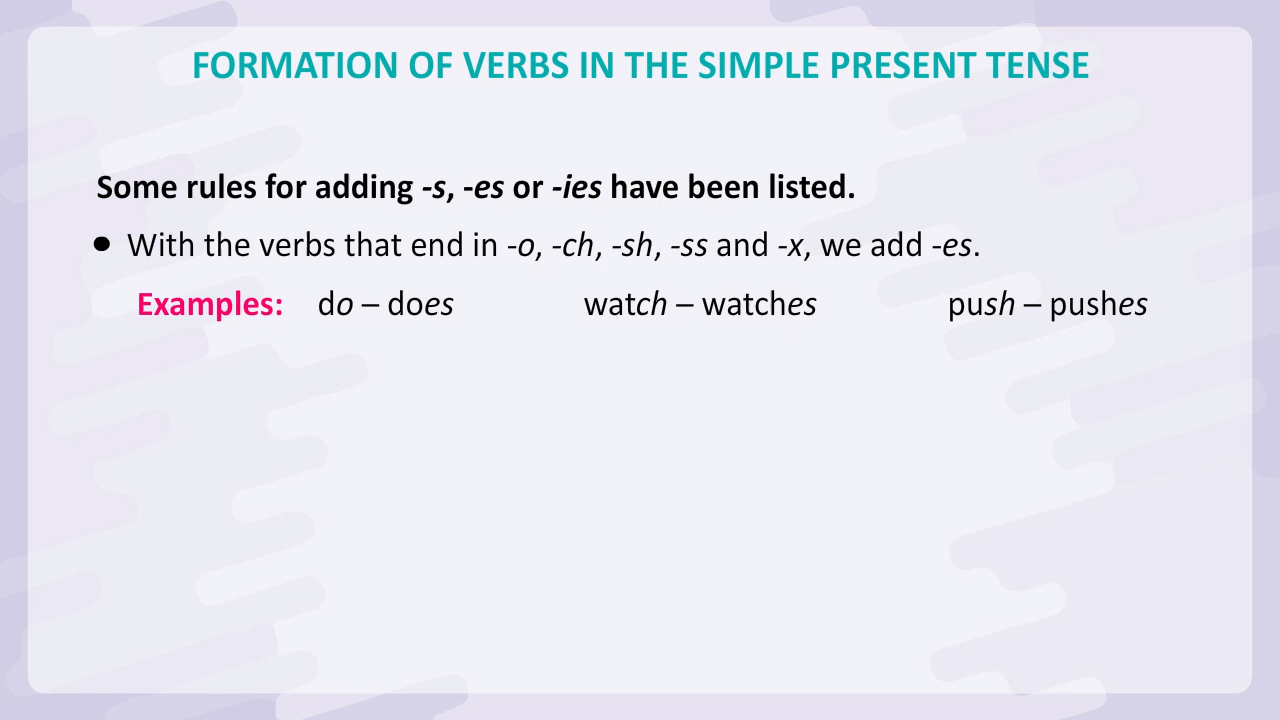 FORMATION OF VERBS IN THE SIMPLE PRESENT TENSE
Some rules for adding -s, -es or -ies have been listed.
● With the verbs that end in -o, -ch, -sh, -ss and -x, we add -es.
Examples: do – does watch – watches push – pushes